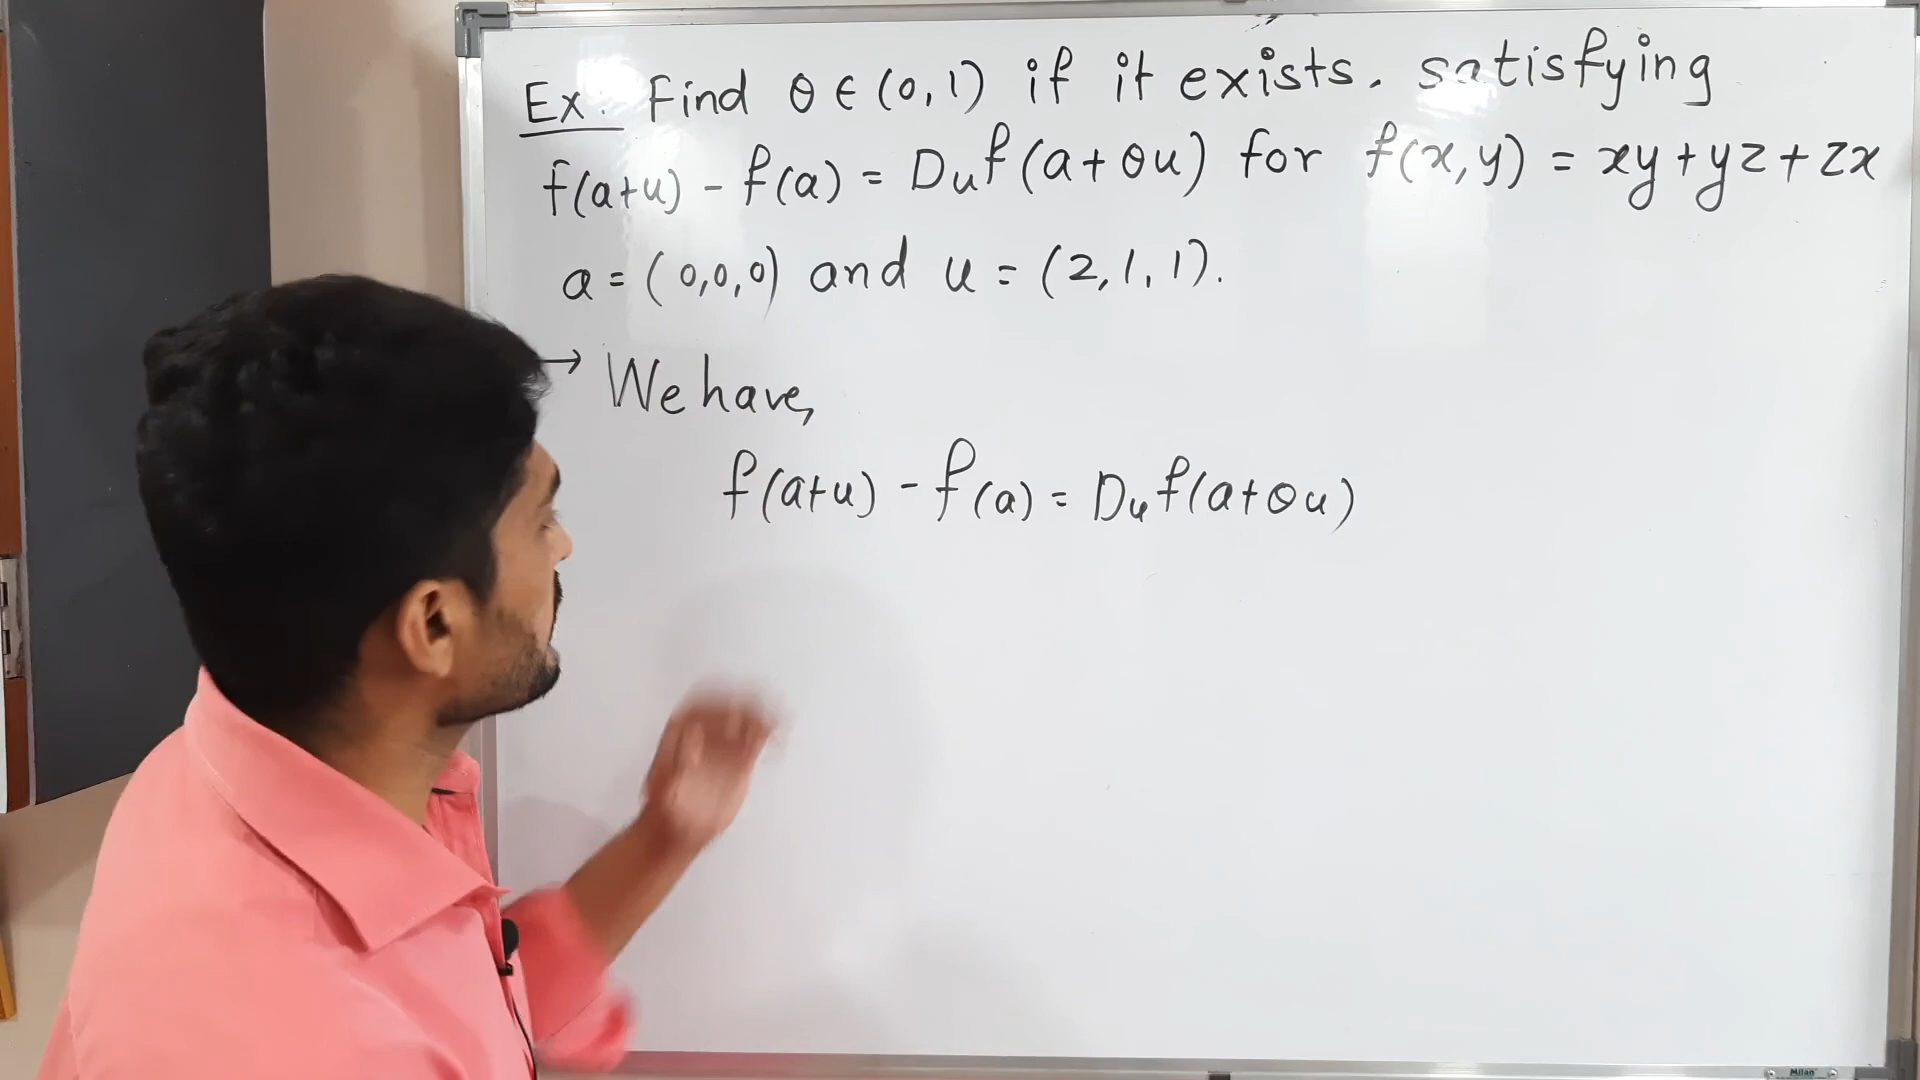 Ex. Find θ ∈ (0,1) if it exists. satisfying
f(a+u) - f(a) = Duf(a+θu) for f(x,y) = xy+yz+zx
a = (0,0,0) and u = (2,1,1).
→ We have,
f(a+u) - f(a) = Duf(a+θu)
Milan